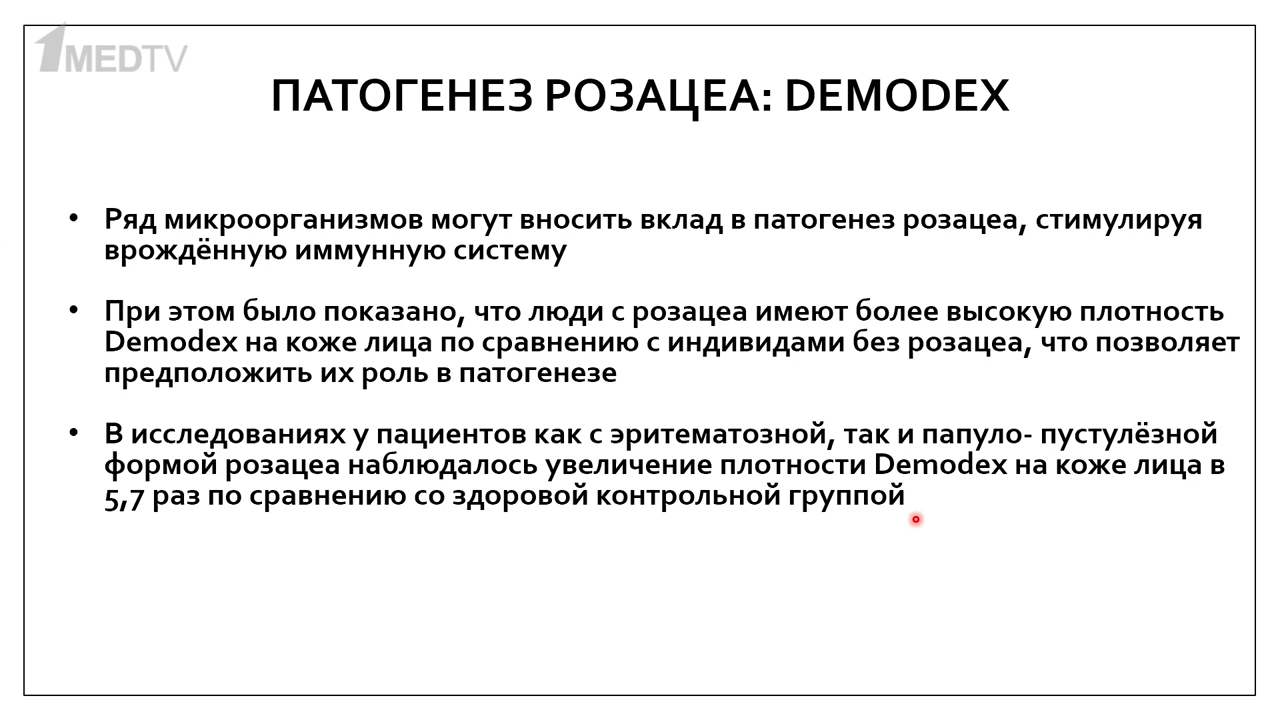 1MEDTV
ПАТОГЕНЕЗ РОЗАЦЕА: DEMODEX
• Ряд микроорганизмов могут вносить вклад в патогенез розацеа, стимулируя
врождённую иммунную систему
• При этом было показано, что люди с розацеа имеют более высокую плотность
Demodex на коже лица по сравнению с индивидами без розацеа, что позволяет
предположить их роль в патогенезе
• В исследованиях у пациентов как с эритематозной, так и папуло- пустулёзной
формой розацеа наблюдалось увеличение плотности Demodex на коже лица в
5,7 раз по сравнению со здоровой контрольной группой